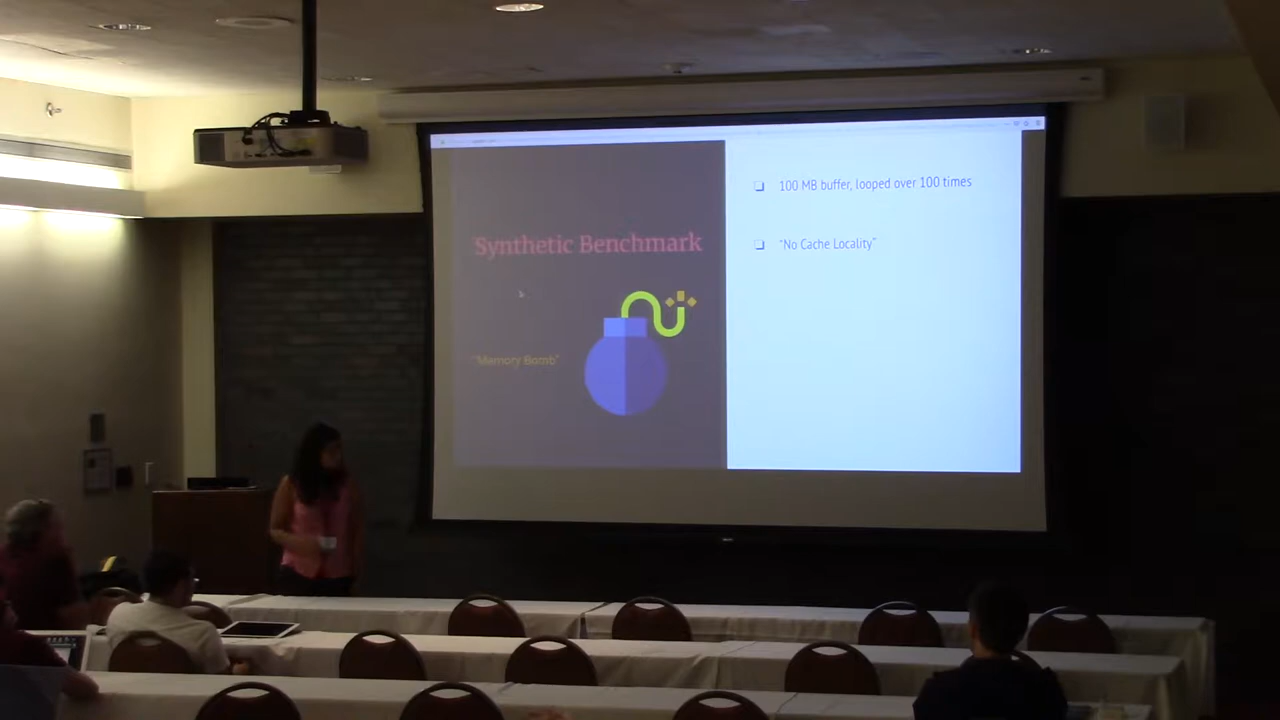 Synthetic Benchmark
"Memory Bomb"
100 MB buffer, looped over 100 times
"No Cache Locality"